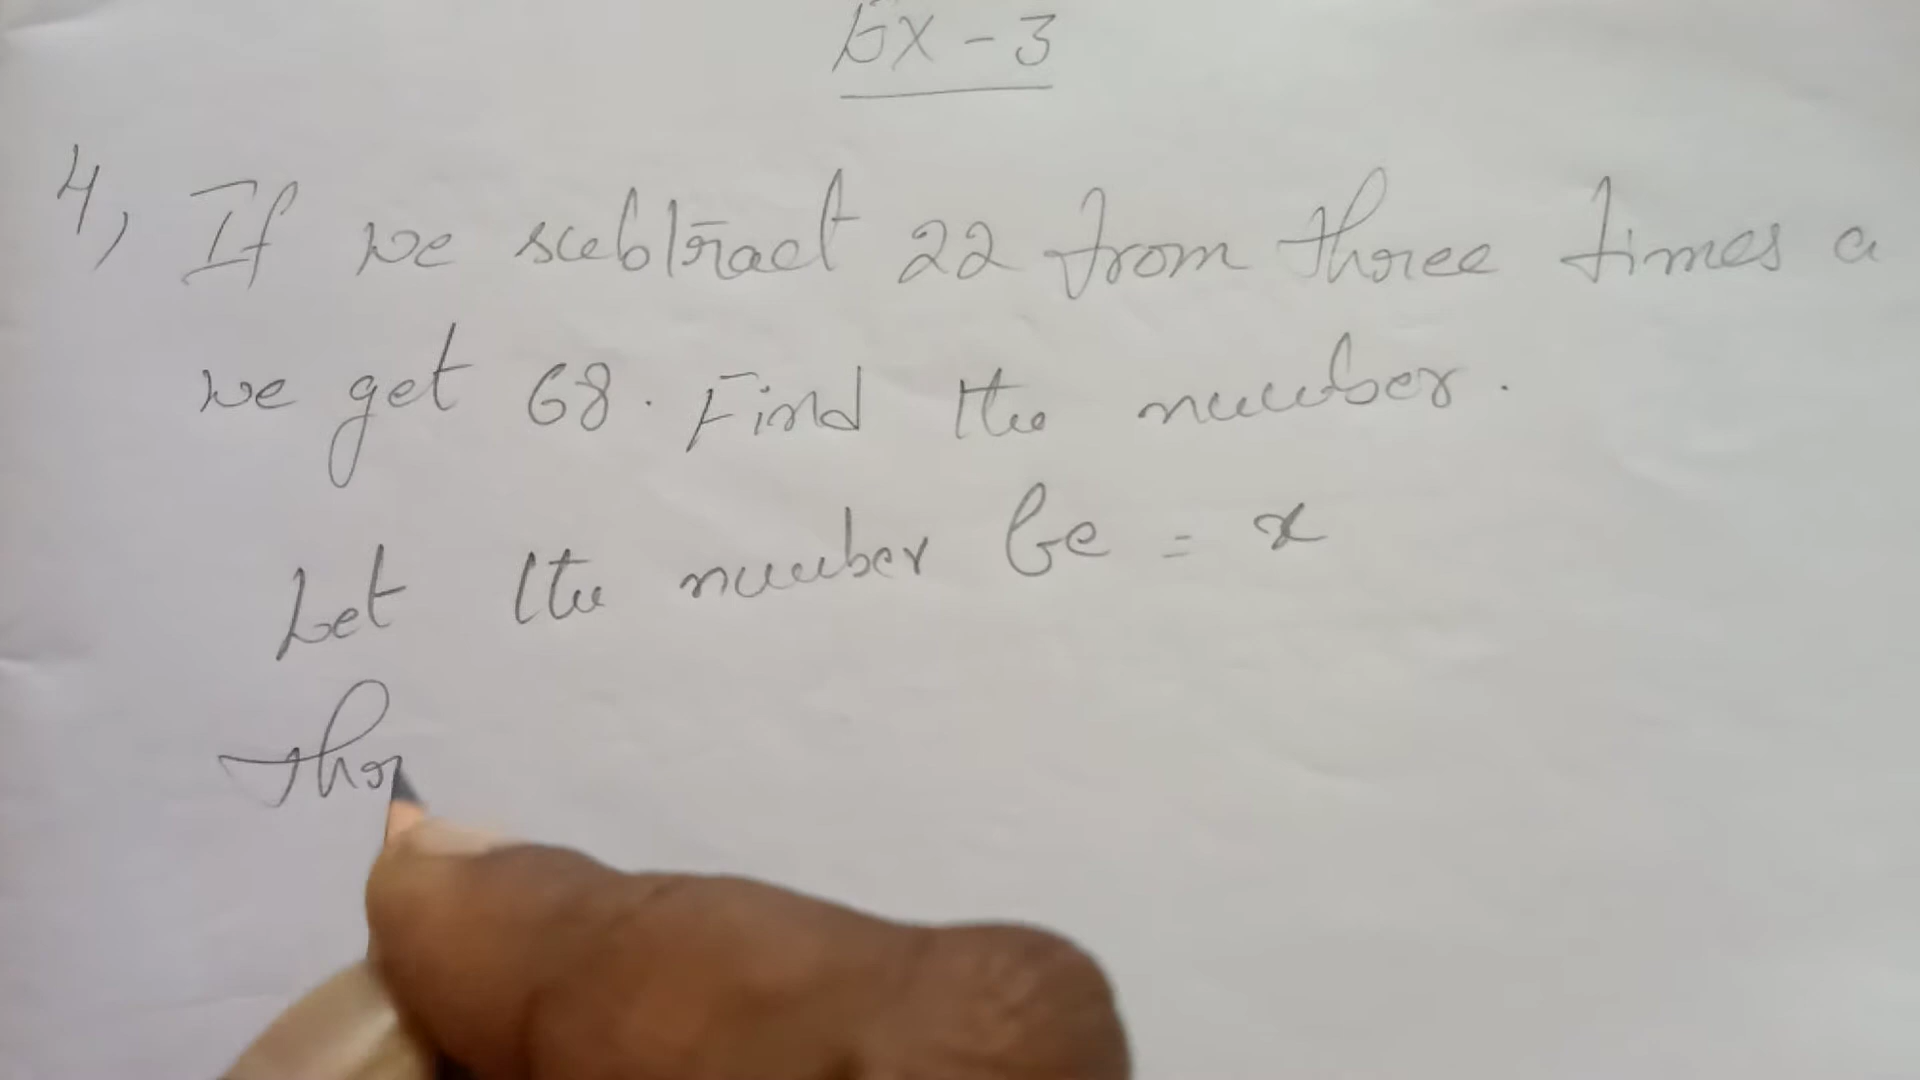 Ex - 3
4, If we subtract 22 from three times a
we get 68. Find the number.
Let the number be = x
thr